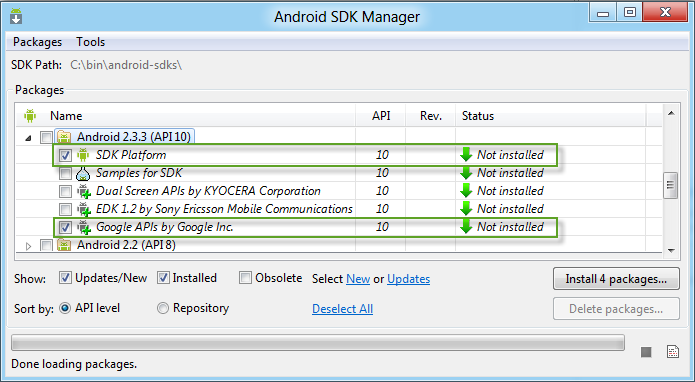 Android SDK Manager
Packages Tools
SDK Path: C:\bin\android-sdks\
Packages
Name API Rev. Status
Android 2.3.3 (API 10)
SDK Platform 10 Not installed
Samples for SDK 10 Not installed
Dual Screen APIs by KYOCERA Corporation 10 Not installed
EDK 1.2 by Sony Ericsson Mobile Communications 10 Not installed
Google APIs by Google Inc. 10 Not installed
Android 2.2 (API 8)
Show: Updates/New Installed Obsolete Select New or Updates Install 4 packages...
Sort by: API level Repository Deselect All Delete packages...
Done loading packages.